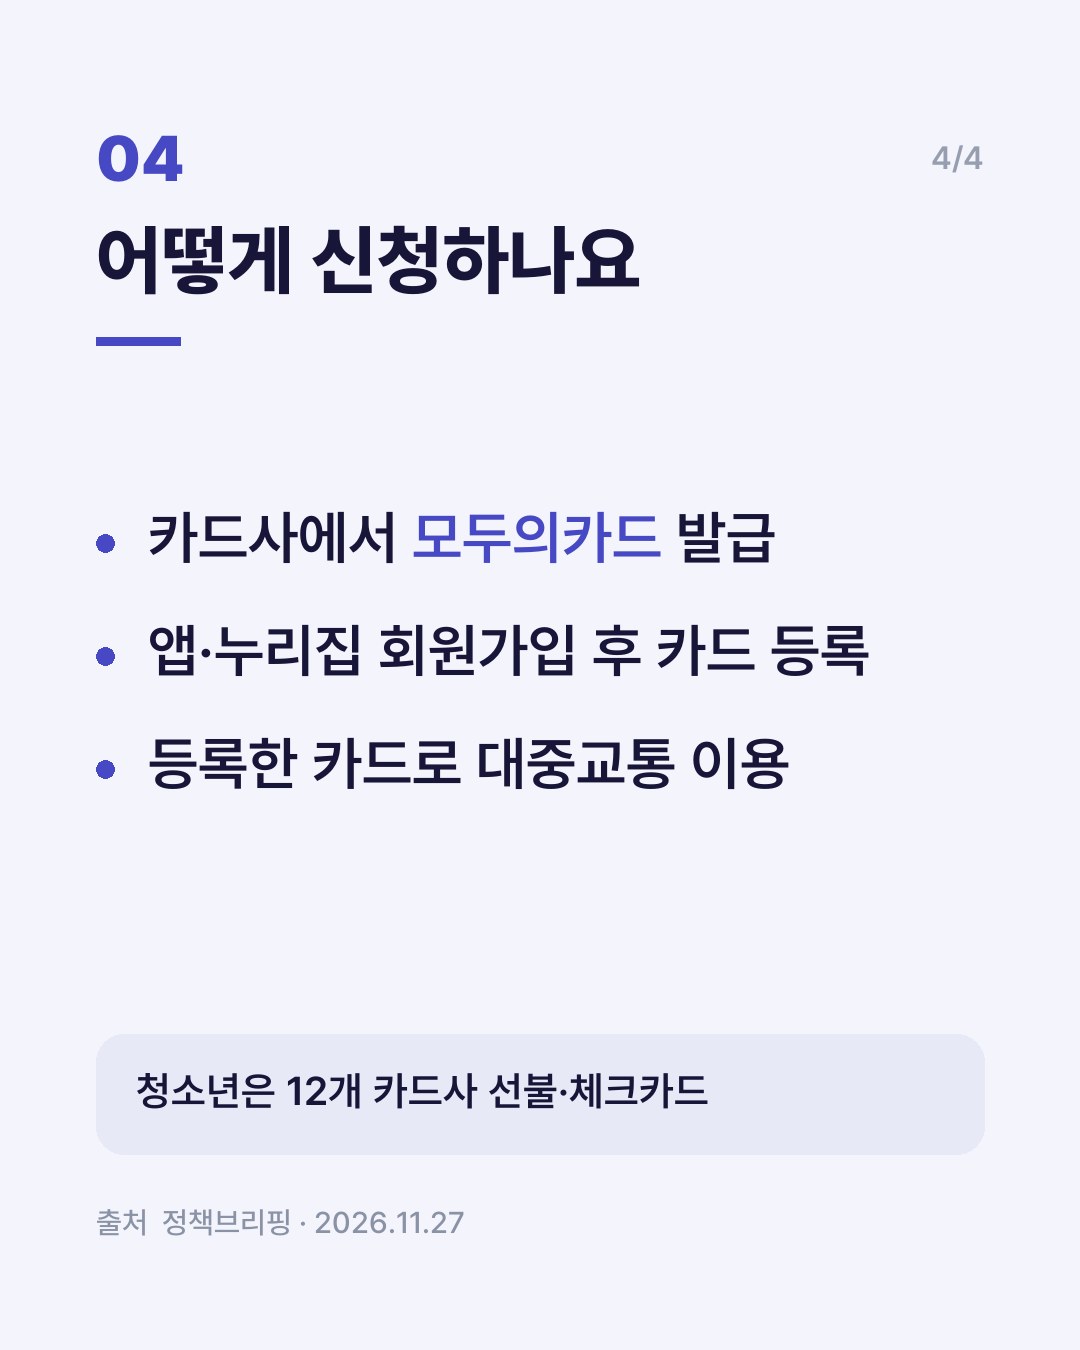 04
4/4
어떻게 신청하나요
카드사에서 모두의카드 발급
앱·누리집 회원가입 후 카드 등록
등록한 카드로 대중교통 이용
청소년은 12개 카드사 선불·체크카드
출처 정책브리핑 · 2026.11.27